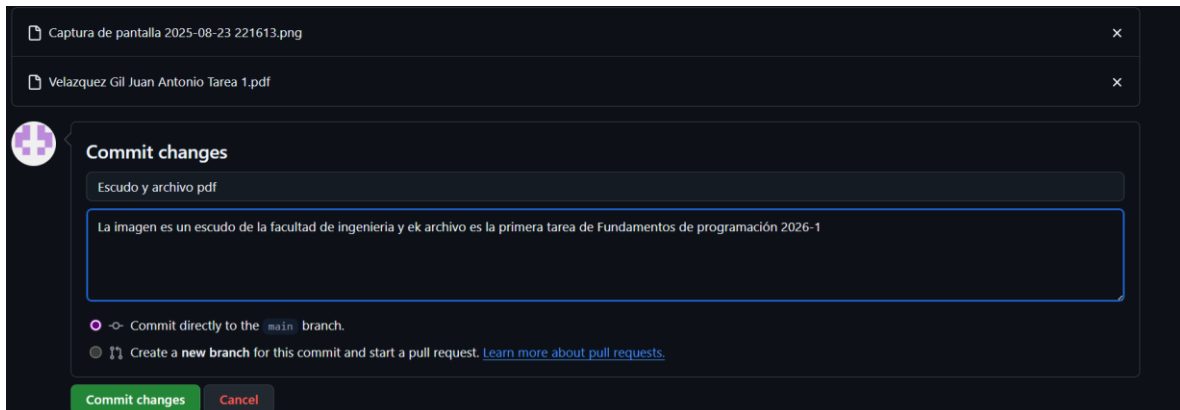 Captura de pantalla 2025-08-23 221613.png
Velazquez Gil Juan Antonio Tarea 1.pdf
Commit changes
Escudo y archivo pdf
La imagen es un escudo de la facultad de ingenieria y ek archivo es la primera tarea de Fundamentos de programación 2026-1
Commit directly to the main branch.
Create a new branch for this commit and start a pull request. Learn more about pull requests.
Commit changes Cancel